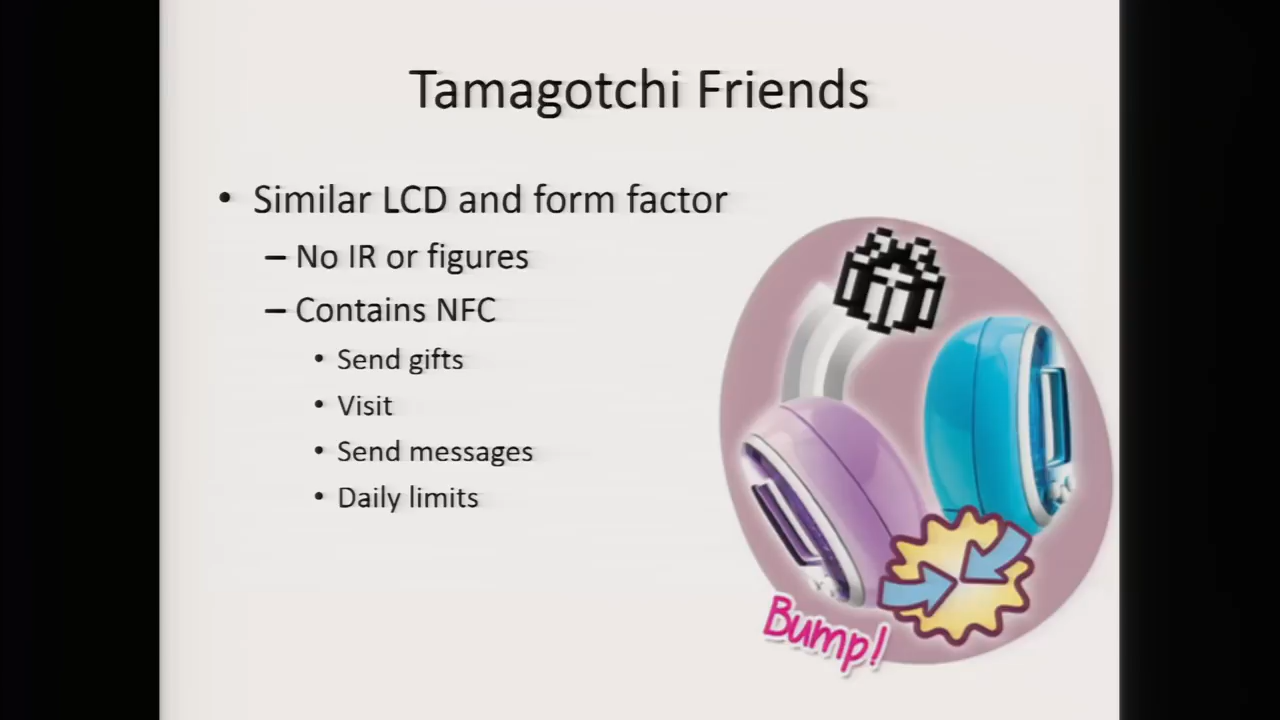 Tamagotchi Friends
• Similar LCD and form factor
– No IR or figures
– Contains NFC
• Send gifts
• Visit
• Send messages
• Daily limits
Bump!